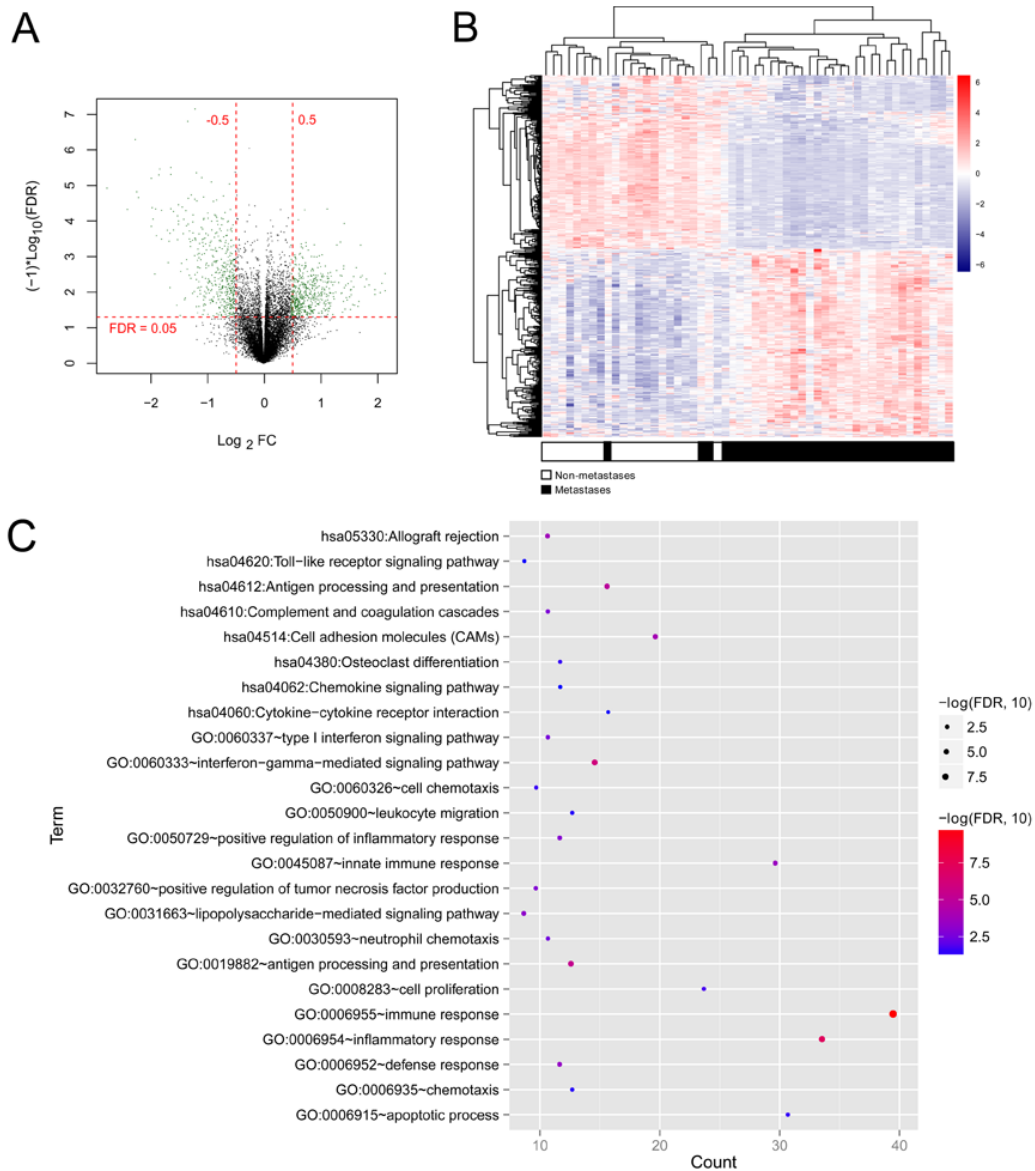 A
B
-0.5
0.5
7
6
5
4
3
2
1
0
(−1)*Log10(FDR)
FDR = 0.05
−2
−1
0
1
2
Log 2 FC
6
4
2
0
−2
−4
−6
Non-metastases
Metastases
C
hsa05330:Allograft rejection
hsa04620:Toll−like receptor signaling pathway
hsa04612:Antigen processing and presentation
hsa04610:Complement and coagulation cascades
hsa04514:Cell adhesion molecules (CAMs)
hsa04380:Osteoclast differentiation
hsa04062:Chemokine signaling pathway
hsa04060:Cytokine−cytokine receptor interaction
GO:0060337~type I interferon signaling pathway
GO:0060333~interferon−gamma−mediated signaling pathway
GO:0060326~cell chemotaxis
GO:0050900~leukocyte migration
GO:0050729~positive regulation of inflammatory response
GO:0045087~innate immune response
GO:0032760~positive regulation of tumor necrosis factor production
GO:0031663~lipopolysaccharide−mediated signaling pathway
GO:0030593~neutrophil chemotaxis
GO:0019882~antigen processing and presentation
GO:0008283~cell proliferation
GO:0006955~immune response
GO:0006954~inflammatory response
GO:0006952~defense response
GO:0006935~chemotaxis
GO:0006915~apoptotic process
Term
10
20
30
40
Count
−log(FDR, 10)
2.5
5.0
7.5
−log(FDR, 10)
7.5
5.0
2.5